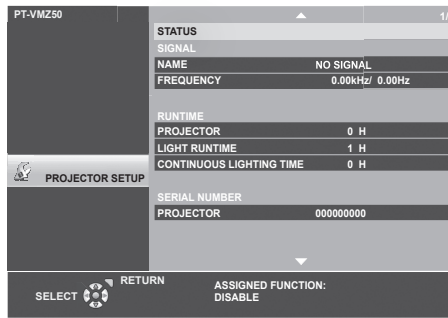 PT-VMZ50
1/
STATUS
SIGNAL
NAME NO SIGNAL
FREQUENCY 0.00kHz/ 0.00Hz
RUNTIME
PROJECTOR 0 H
LIGHT RUNTIME 1 H
CONTINUOUS LIGHTING TIME 0 H
PROJECTOR SETUP
SERIAL NUMBER
PROJECTOR 000000000
RETURN
SELECT
ASSIGNED FUNCTION:
DISABLE